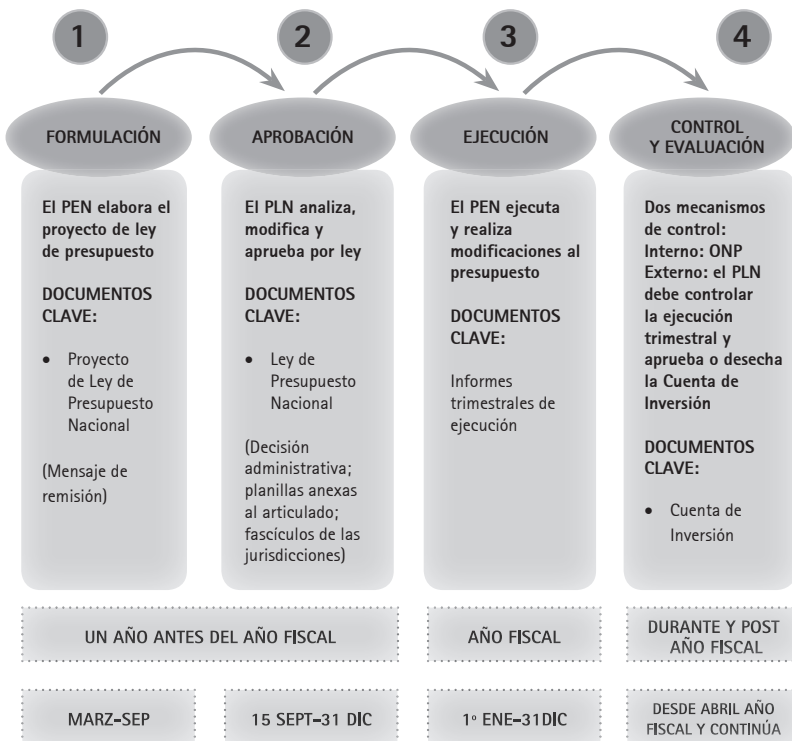 1
2
3
4
FORMULACIÓN
APROBACIÓN
EJECUCIÓN
CONTROL
Y EVALUACIÓN
El PEN elabora el
proyecto de ley
de presupuesto
DOCUMENTOS
CLAVE:
• Proyecto
de Ley de
Presupuesto
Nacional
(Mensaje de
remisión)
El PLN analiza,
modifica y
aprueba por ley
DOCUMENTOS
CLAVE:
• Ley de
Presupuesto
Nacional
(Decisión
administrativa;
planillas anexas
al articulado;
fascículos de las
jurisdicciones)
El PEN ejecuta
y realiza
modificaciones al
presupuesto
DOCUMENTOS
CLAVE:
Informes
trimestrales de
ejecución
Dos mecanismos
de control:
Interno: ONP
Externo: el PLN
debe controlar
la ejecución
trimestral y
aprueba o desecha
la Cuenta de
Inversión
DOCUMENTOS
CLAVE:
• Cuenta de
Inversión
UN AÑO ANTES DEL AÑO FISCAL
AÑO FISCAL
DURANTE Y POST
AÑO FISCAL
MARZ-SEP
15 SEPT-31 DIC
1º ENE-31DIC
DESDE ABRIL AÑO
FISCAL Y CONTINÚA